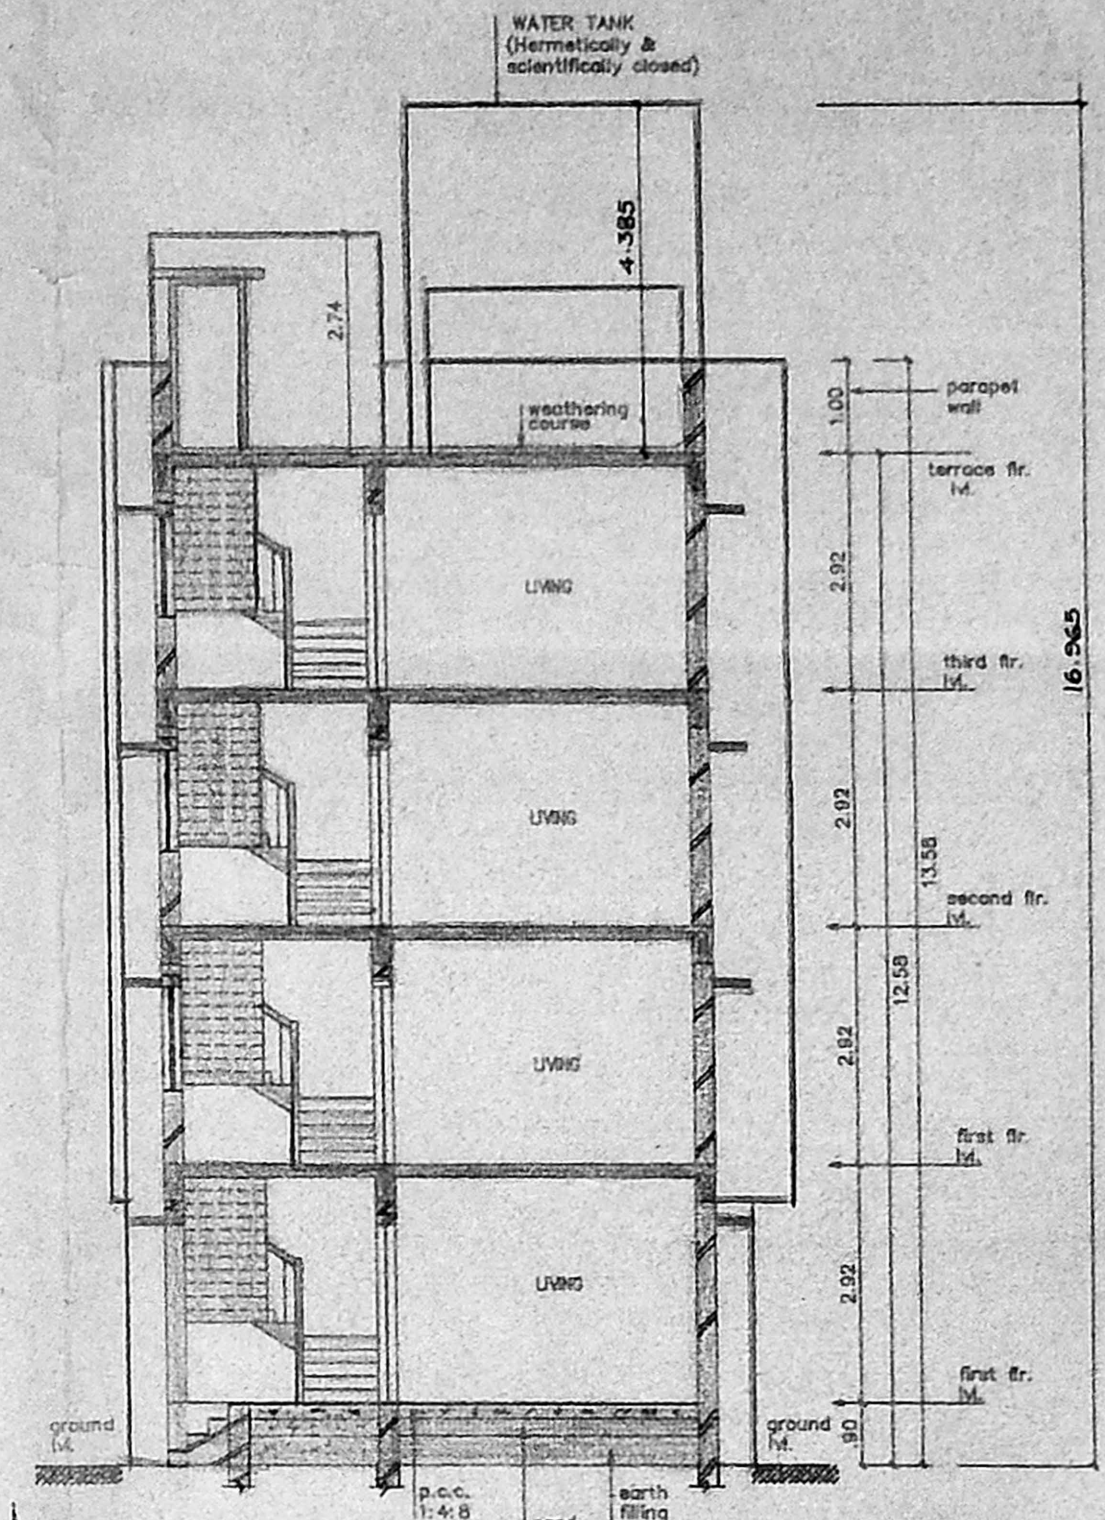 WATER TANK
(Hermetically &
scientifically closed)
4.385
2.74
weathering
course
1.00
parapet
wall
terrace flr.
lvl.
LIVING
2.92
third flr.
lvl.
16.965
LIVING
2.92
13.58
second flr.
lvl.
12.58
LIVING
2.92
first flr.
lvl.
LIVING
2.92
first flr.
lvl.
ground
lvl.
ground
lvl.
.90
p.c.c.
1:4:8
earth
filling